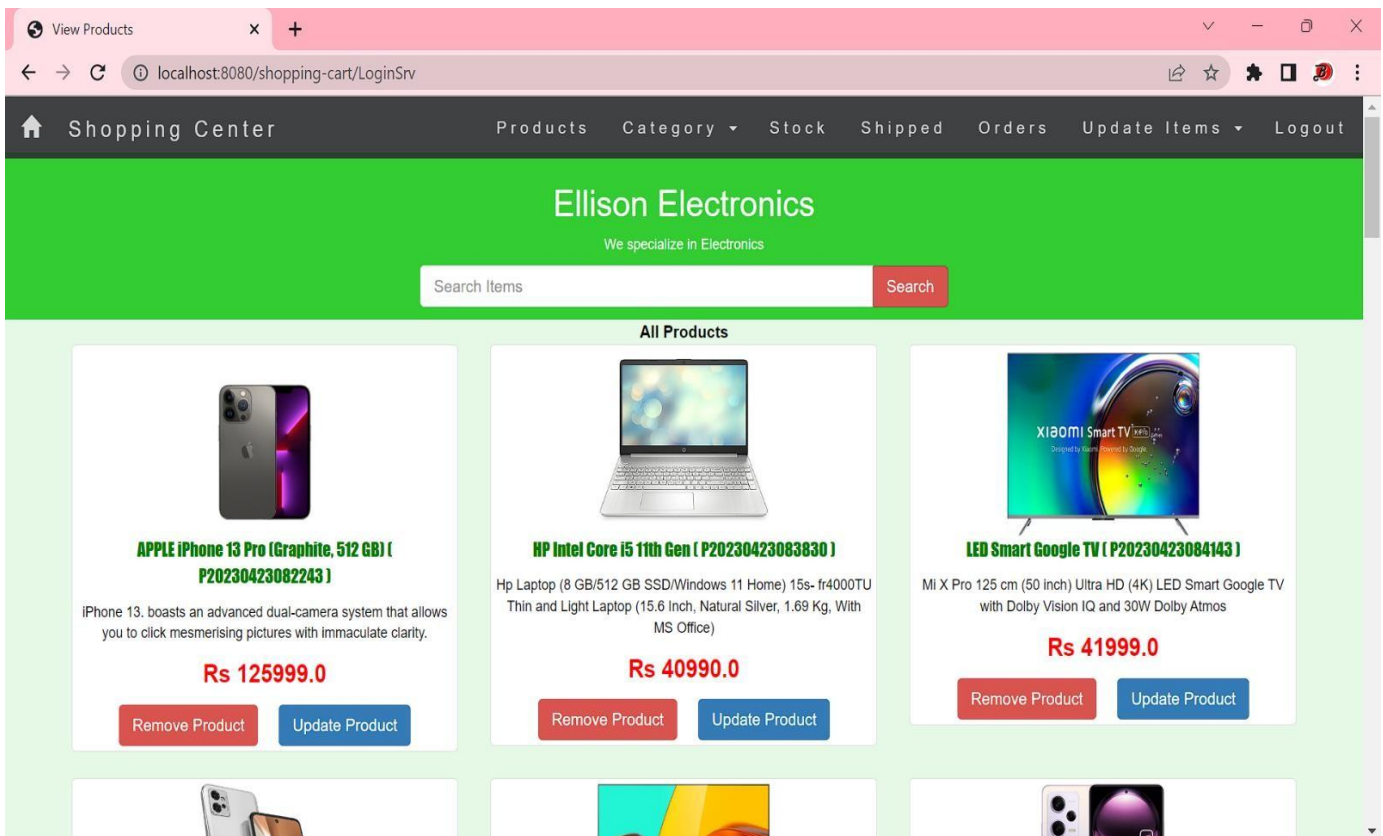 View Products
localhost:8080/shopping-cart/LoginSrv
Shopping Center Products Category Stock Shipped Orders Update Items Logout
Ellison Electronics
We specialize in Electronics
Search Items Search
All Products
XIAOMI Smart TV
APPLE iPhone 13 Pro (Graphite, 512 GB) (
P20230423082243 )
iPhone 13. boasts an advanced dual-camera system that allows
you to click mesmerising pictures with immaculate clarity.
Rs 125999.0
Remove Product Update Product
HP Intel Core i5 11th Gen ( P20230423083830 )
Hp Laptop (8 GB/512 GB SSD/Windows 11 Home) 15s- fr4000TU
Thin and Light Laptop (15.6 Inch, Natural Silver, 1.69 Kg, With
MS Office)
Rs 40990.0
Remove Product Update Product
LED Smart Google TV ( P20230423084143 )
Mi X Pro 125 cm (50 inch) Ultra HD (4K) LED Smart Google TV
with Dolby Vision IQ and 30W Dolby Atmos
Rs 41999.0
Remove Product Update Product